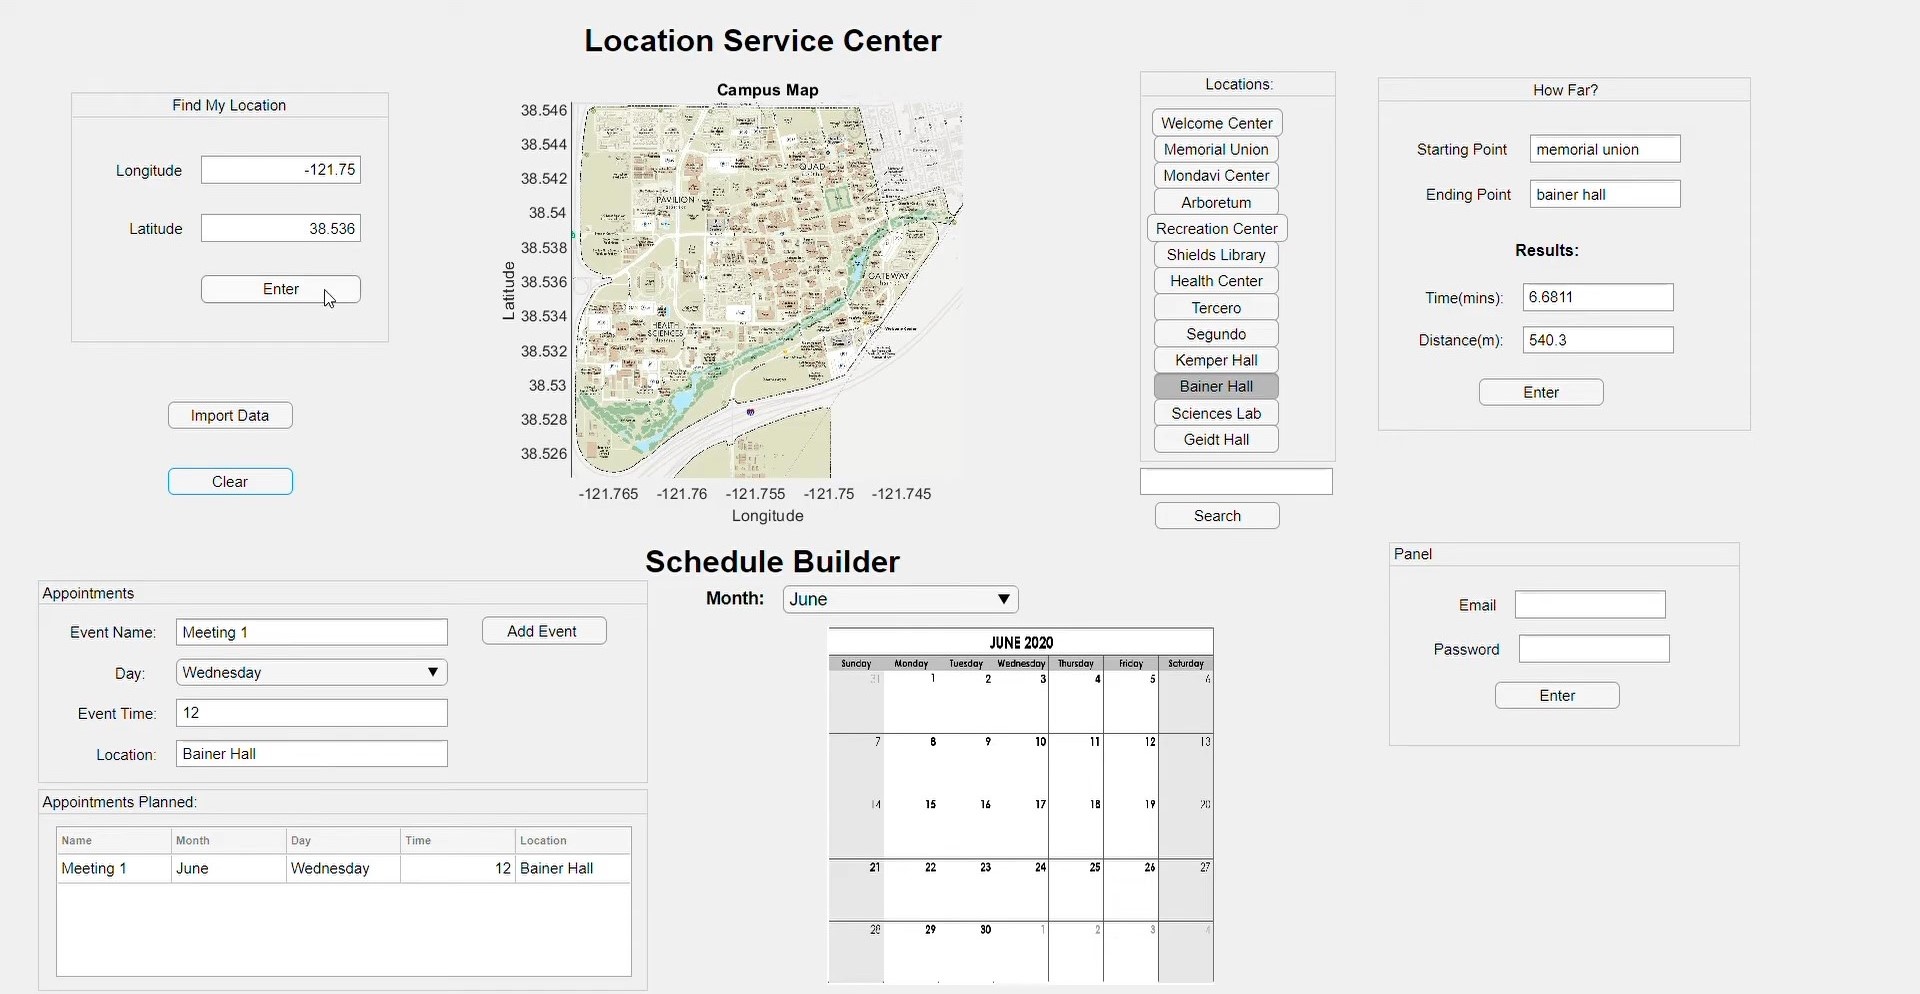 Location Service Center
Find My Location
Longitude
-121.75
Latitude
38.536
Enter
Import Data
Clear
Campus Map
38.546
38.544
38.542
38.54
38.538
38.536
38.534
38.532
38.53
38.528
38.526
Latitude
QUAD
PAVILION
GATEWAY
HEALTH
SCIENCES
-121.765 -121.76 -121.755 -121.75 -121.745
Longitude
Locations:
Welcome Center
Memorial Union
Mondavi Center
Arboretum
Recreation Center
Shields Library
Health Center
Tercero
Segundo
Kemper Hall
Bainer Hall
Sciences Lab
Geidt Hall
Search
How Far?
Starting Point memorial union
Ending Point bainer hall
Results:
Time(mins): 6.6811
Distance(m): 540.3
Enter
Schedule Builder
Month: June
Appointments
Event Name: Meeting 1
Add Event
Day: Wednesday
Event Time: 12
Location: Bainer Hall
Appointments Planned:
Name Month Day Time Location
Meeting 1 June Wednesday 12 Bainer Hall
JUNE 2020
Sunday Monday Tuesday Wednesday Thursday Friday Saturday
31 1 2 3 4 5 6
7 8 9 10 11 12 13
14 15 16 17 18 19 20
21 22 23 24 25 26 27
28 29 30 1 2 3 4
Panel
Email
Password
Enter